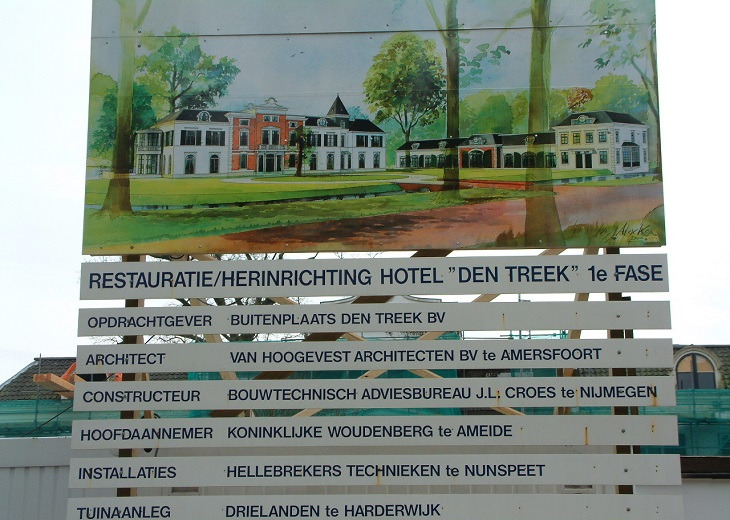 RESTAURATIE/HERINRICHTING HOTEL "DEN TREEK" 1e FASE
OPDRACHTGEVER BUITENPLAATS DEN TREEK BV
ARCHITECT VAN HOOGEVEST ARCHITECTEN BV te AMERSFOORT
CONSTRUCTEUR BOUWTECHNISCH ADVIESBUREAU J.L. CROES te NIJMEGEN
HOOFDAANNEMER KONINKLIJKE WOUDENBERG te AMEIDE
INSTALLATIES HELLEBREKERS TECHNIEKEN te NUNSPEET
TUINAANLEG DRIELANDEN te HARDERWIJK